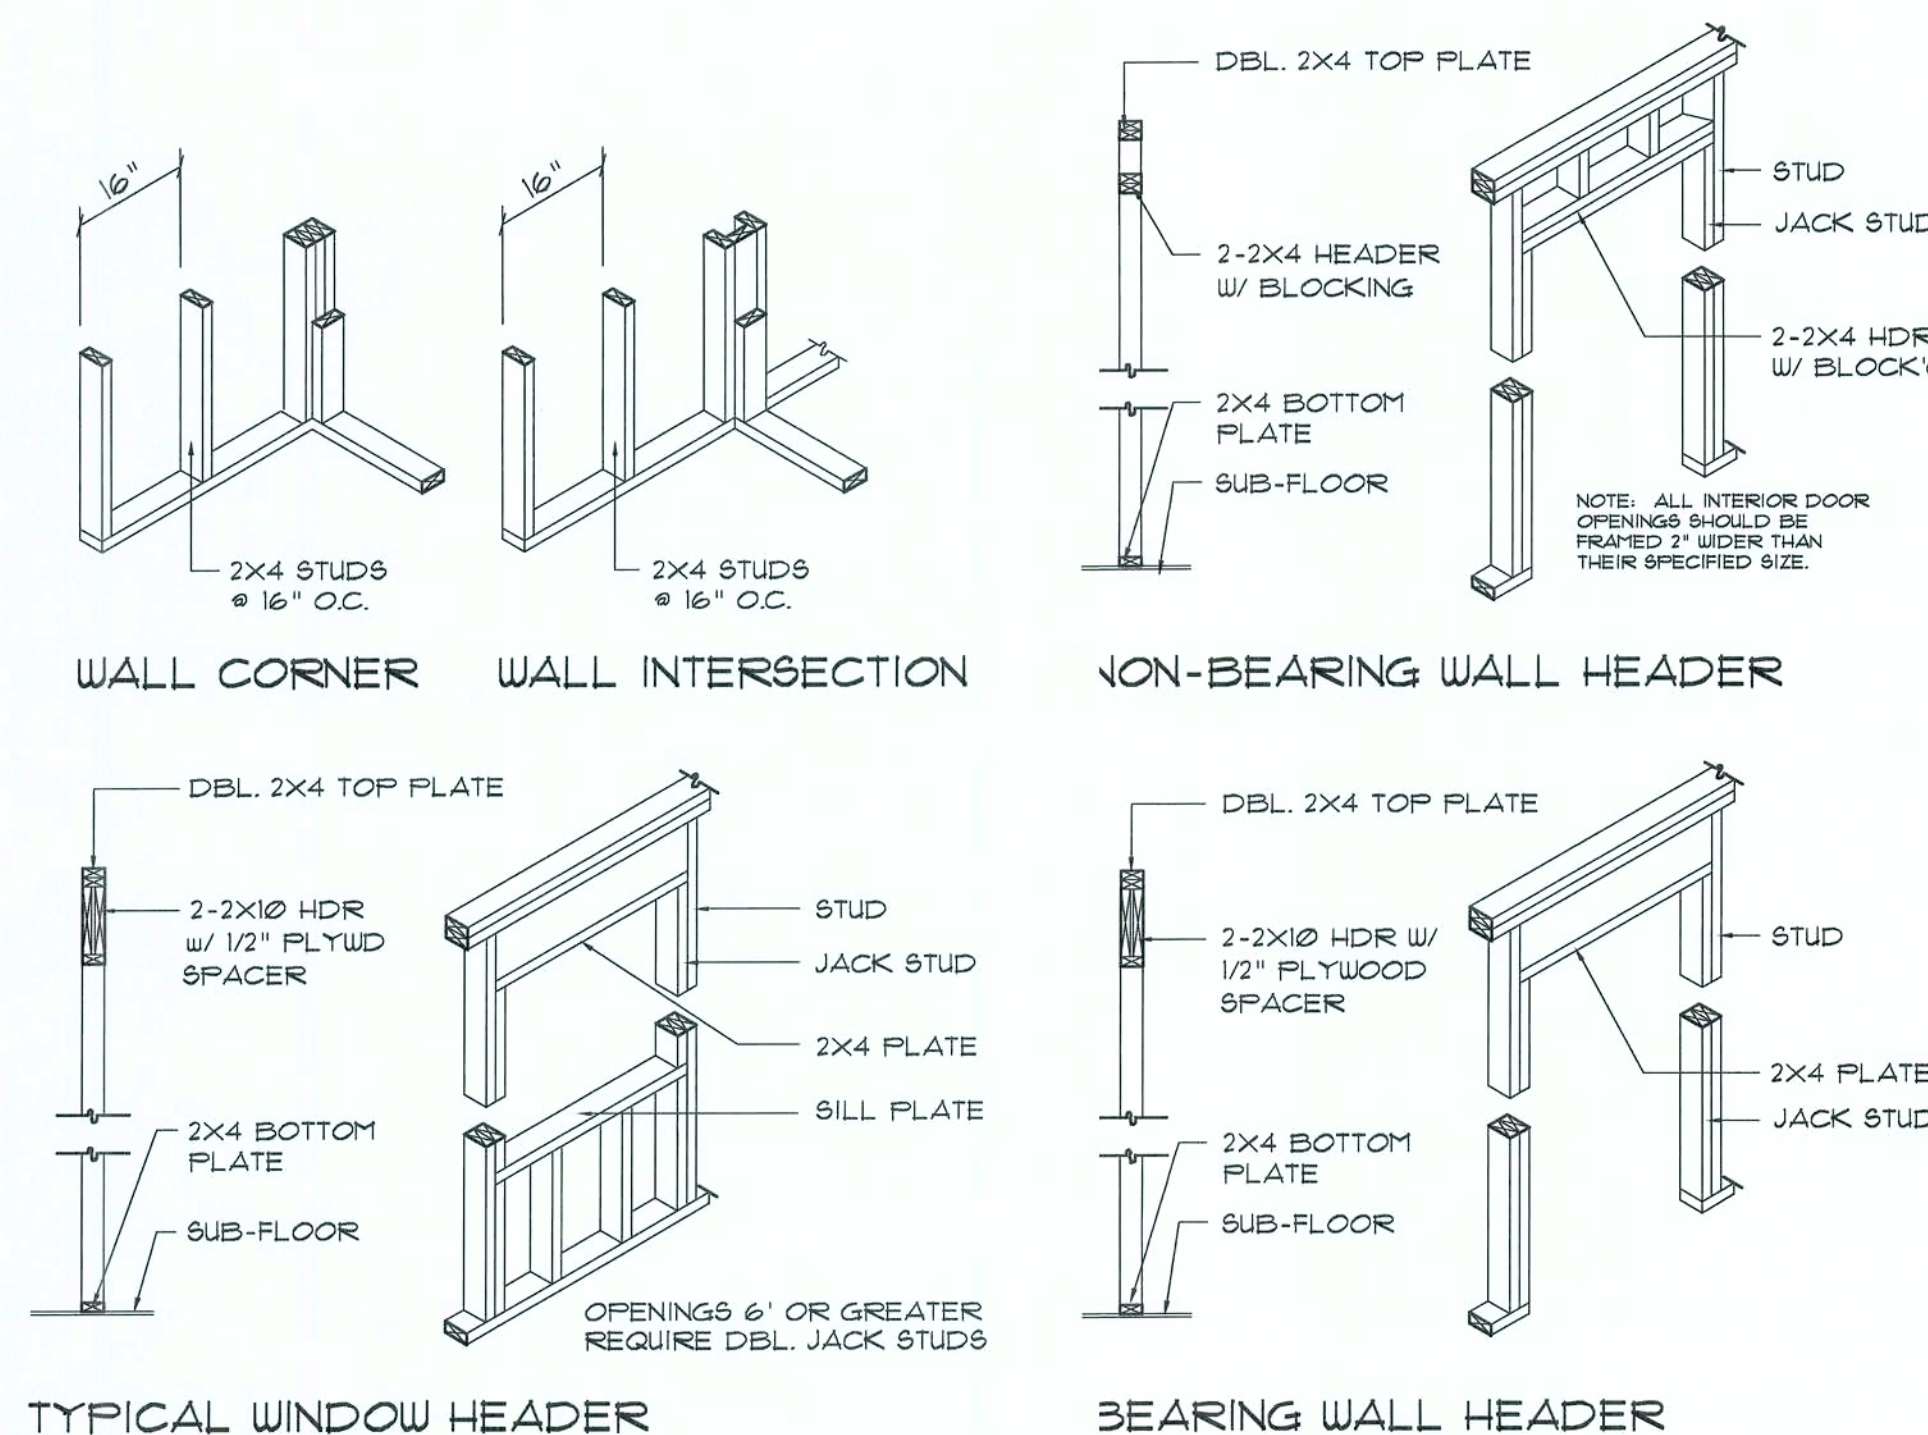 16"
2X4 STUDS
@ 16" O.C.
WALL CORNER
16"
2X4 STUDS
@ 16" O.C.
WALL INTERSECTION
DBL. 2X4 TOP PLATE
2-2X4 HEADER
W/ BLOCKING
2X4 BOTTOM
PLATE
SUB-FLOOR
STUD
JACK STUD
2-2X4 HDR
W/ BLOCK'
NOTE: ALL INTERIOR DOOR
OPENINGS SHOULD BE
FRAMED 2" WIDER THAN
THEIR SPECIFIED SIZE.
NON-BEARING WALL HEADER
DBL. 2X4 TOP PLATE
2-2X10 HDR
W/ 1/2" PLYWD
SPACER
2X4 BOTTOM
PLATE
SUB-FLOOR
STUD
JACK STUD
2X4 PLATE
SILL PLATE
OPENINGS 6' OR GREATER
REQUIRE DBL. JACK STUDS
TYPICAL WINDOW HEADER
DBL. 2X4 TOP PLATE
2-2X10 HDR W/
1/2" PLYWOOD
SPACER
2X4 BOTTOM
PLATE
SUB-FLOOR
STUD
2X4 PLATE
JACK STUD
BEARING WALL HEADER